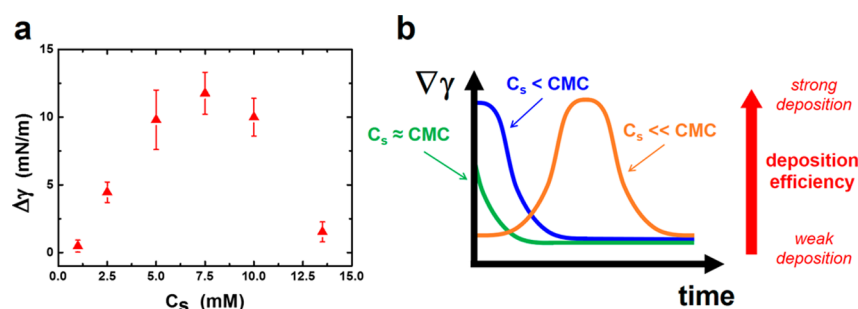 a
15
10
5
0
Δγ (mN/m)
0.0 2.5 5.0 7.5 10.0 12.5 15.0
Cs (mM)
b
∇γ
Cs < CMC
Cs ≈ CMC
Cs << CMC
time
strong
deposition
deposition
efficiency
weak
deposition